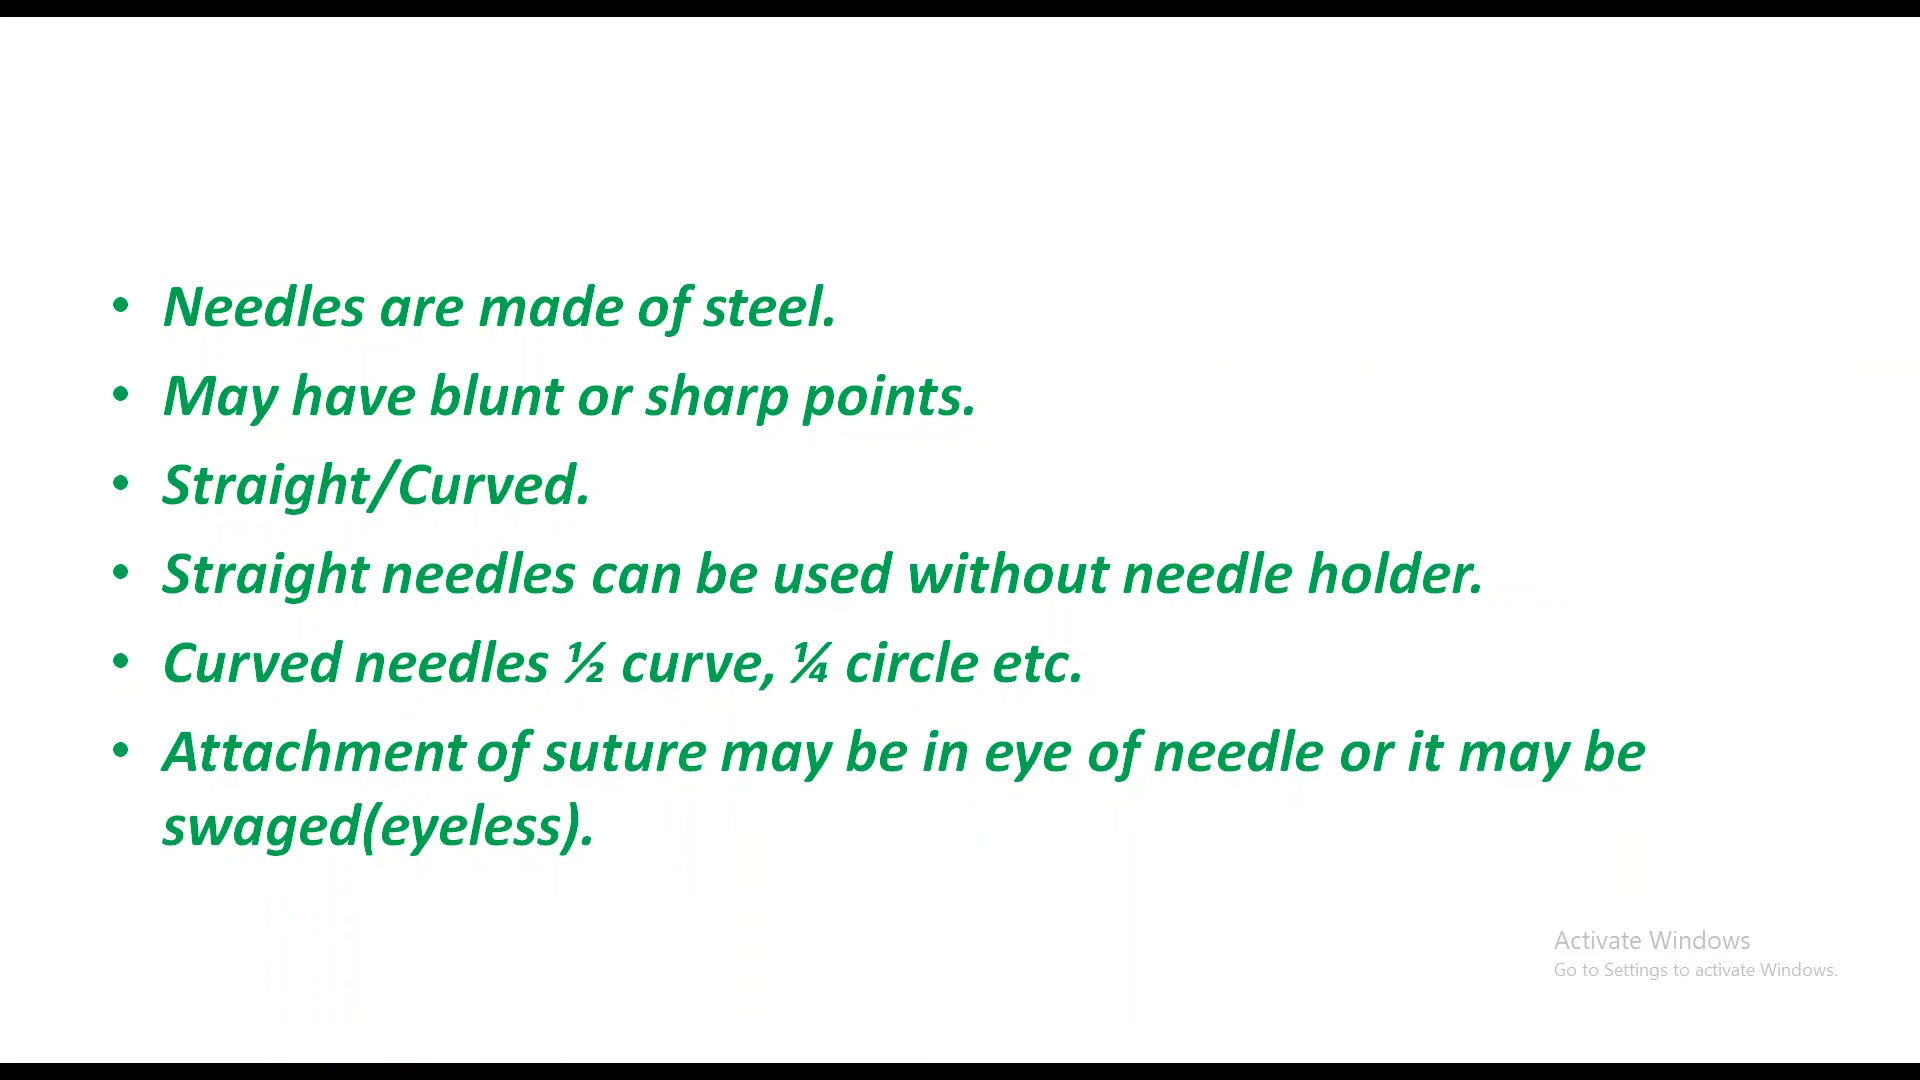 • Needles are made of steel.
• May have blunt or sharp points.
• Straight/Curved.
• Straight needles can be used without needle holder.
• Curved needles ½ curve, ¼ circle etc.
• Attachment of suture may be in eye of needle or it may be
swaged(eyeless).
Activate Windows
Go to Settings to activate Windows.